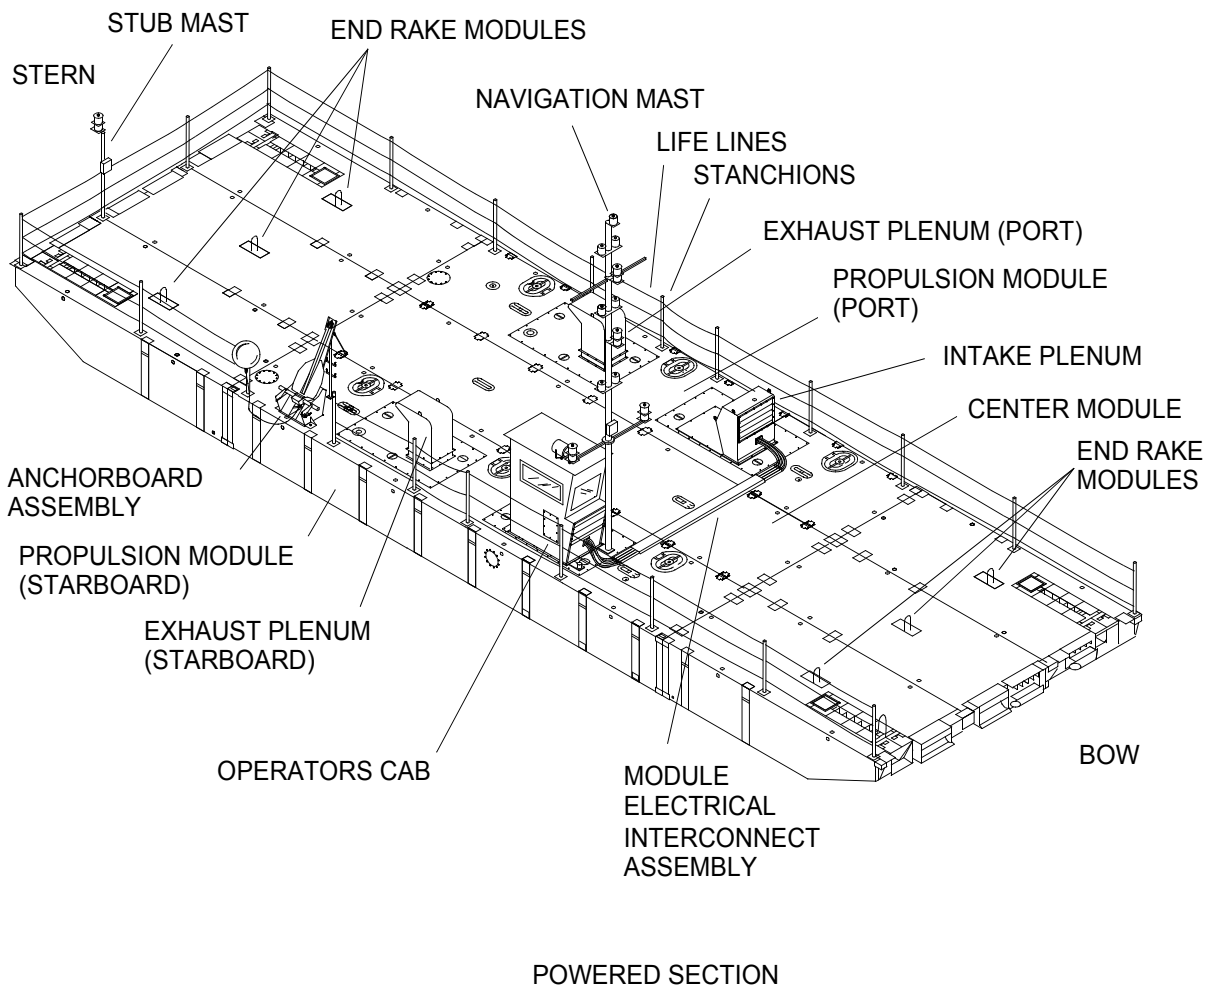 STUB MAST
END RAKE MODULES
STERN
NAVIGATION MAST
LIFE LINES
STANCHIONS
EXHAUST PLENUM (PORT)
PROPULSION MODULE
(PORT)
INTAKE PLENUM
CENTER MODULE
END RAKE
MODULES
ANCHORBOARD
ASSEMBLY
PROPULSION MODULE
(STARBOARD)
EXHAUST PLENUM
(STARBOARD)
OPERATORS CAB
BOW
MODULE
ELECTRICAL
INTERCONNECT
ASSEMBLY
POWERED SECTION